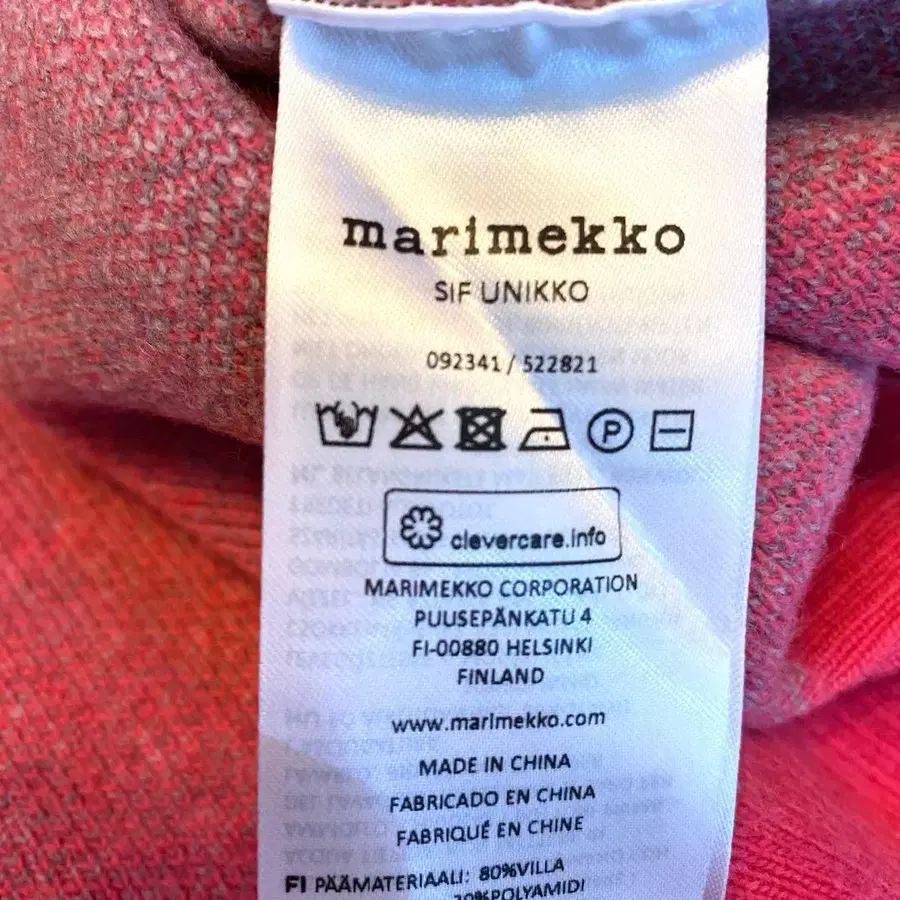 marimekko
SIF UNIKKO
092341 / 522821
P
clevercare.info
MARIMEKKO CORPORATION
PUUSEPÄNKATU 4
FI-00880 HELSINKI
FINLAND
www.marimekko.com
MADE IN CHINA
FABRICADO EN CHINA
FABRIQUÉ EN CHINE
FI PÄÄMATERIAALI: 80%VILLA
POLYAMIDI